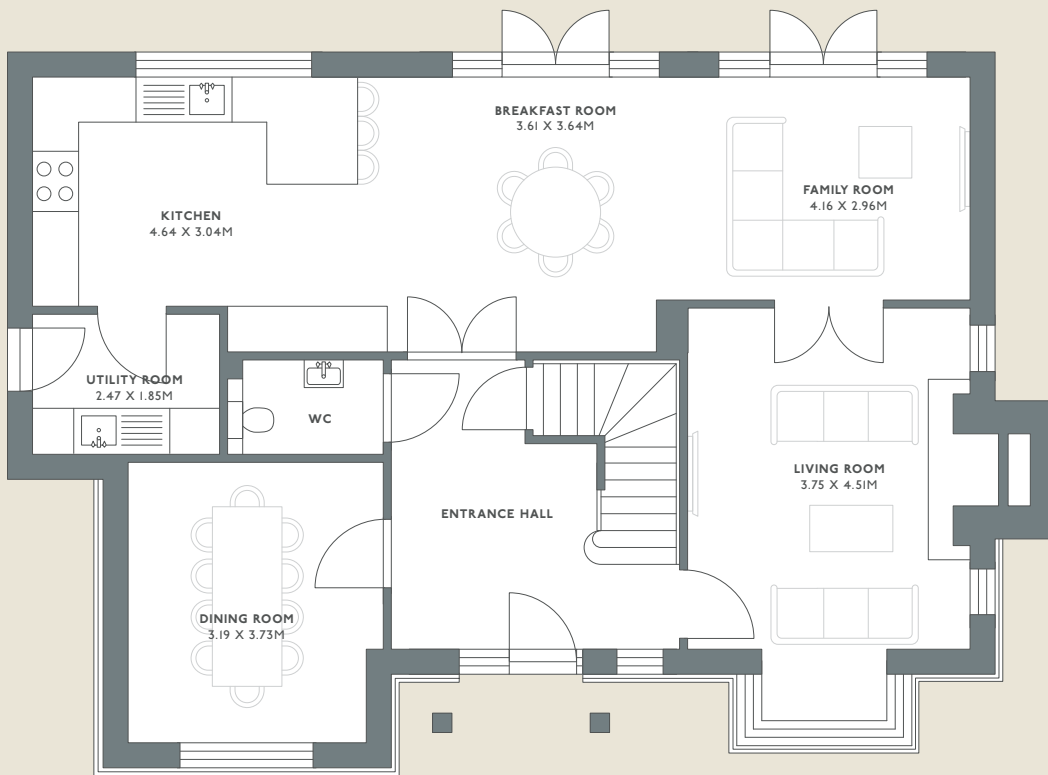 BREAKFAST ROOM
3.61 X 3.64M
FAMILY ROOM
4.16 X 2.96M
KITCHEN
4.64 X 3.04M
UTILITY ROOM
2.47 X 1.85M
WC
LIVING ROOM
3.75 X 4.51M
ENTRANCE HALL
DINING ROOM
3.19 X 3.73M